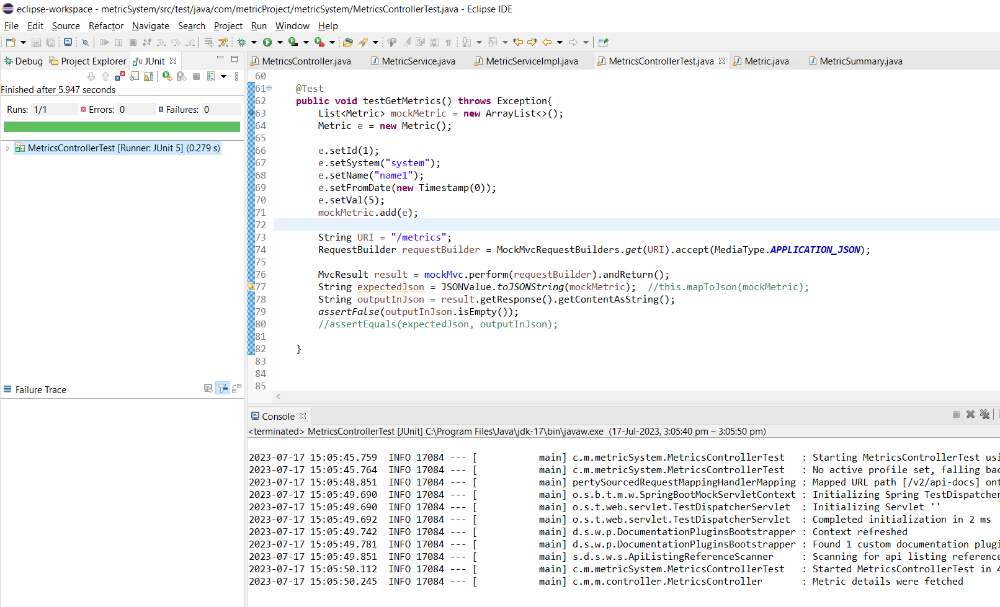 eclipse-workspace - metricSystem/src/test/java/com/metricProject/metricSystem/MetricsControllerTest.java - Eclipse IDE
File Edit Source Refactor Navigate Search Project Run Window Help
Debug Project Explorer JUnit
Finished after 5.947 seconds
Runs: 1/1 Errors: 0 Failures: 0
MetricsControllerTest [Runner: JUnit 5] (0.279 s)
Failure Trace
MetricsController.java MetricService.java MetricServiceImpl.java MetricsControllerTest.java Metric.java MetricSummary.java
60
61 @Test
62 public void testGetMetrics() throws Exception{
63 List<Metric> mockMetric = new ArrayList<>();
64 Metric e = new Metric();
65
66 e.setId(1);
67 e.setSystem("system");
68 e.setName("name1");
69 e.setFromDate(new Timestamp(0));
70 e.setVal(5);
71 mockMetric.add(e);
72
73 String URI = "/metrics";
74 RequestBuilder requestBuilder = MockMvcRequestBuilders.get(URI).accept(MediaType.APPLICATION_JSON);
75
76 MvcResult result = mockMvc.perform(requestBuilder).andReturn();
77 String expectedJson = JSONValue.toJSONString(mockMetric); //this.mapToJson(mockMetric);
78 String outputInJson = result.getResponse().getContentAsString();
79 assertFalse(outputInJson.isEmpty());
80 //assertEquals(expectedJson, outputInJson);
81
82 }
83
84
85
Console
<terminated> MetricsControllerTest [JUnit] C:\Program Files\Java\jdk-17\bin\javaw.exe (17-Jul-2023, 3:05:40 pm – 3:05:50 pm)
2023-07-17 15:05:45.759 INFO 17084 --- [ main] c.m.metricSystem.MetricsControllerTest : Starting MetricsControllerTest usi
2023-07-17 15:05:45.764 INFO 17084 --- [ main] c.m.metricSystem.MetricsControllerTest : No active profile set, falling bac
2023-07-17 15:05:48.851 INFO 17084 --- [ main] pertySourcedRequestMappingHandlerMapping : Mapped URL path [/v2/api-docs] ont
2023-07-17 15:05:49.690 INFO 17084 --- [ main] o.s.b.t.m.w.SpringBootMockServletContext : Initializing Spring TestDispatcher
2023-07-17 15:05:49.690 INFO 17084 --- [ main] o.s.t.web.servlet.TestDispatcherServlet : Initializing Servlet ''
2023-07-17 15:05:49.692 INFO 17084 --- [ main] o.s.t.web.servlet.TestDispatcherServlet : Completed initialization in 2 ms
2023-07-17 15:05:49.742 INFO 17084 --- [ main] d.s.w.p.DocumentationPluginsBootstrapper : Context refreshed
2023-07-17 15:05:49.781 INFO 17084 --- [ main] d.s.w.p.DocumentationPluginsBootstrapper : Found 1 custom documentation plugi
2023-07-17 15:05:49.851 INFO 17084 --- [ main] s.d.s.w.s.ApiListingReferenceScanner : Scanning for api listing reference
2023-07-17 15:05:50.112 INFO 17084 --- [ main] c.m.metricSystem.MetricsControllerTest : Started MetricsControllerTest in 4
2023-07-17 15:05:50.245 INFO 17084 --- [ main] c.m.m.controller.MetricsController : Metric details were fetched